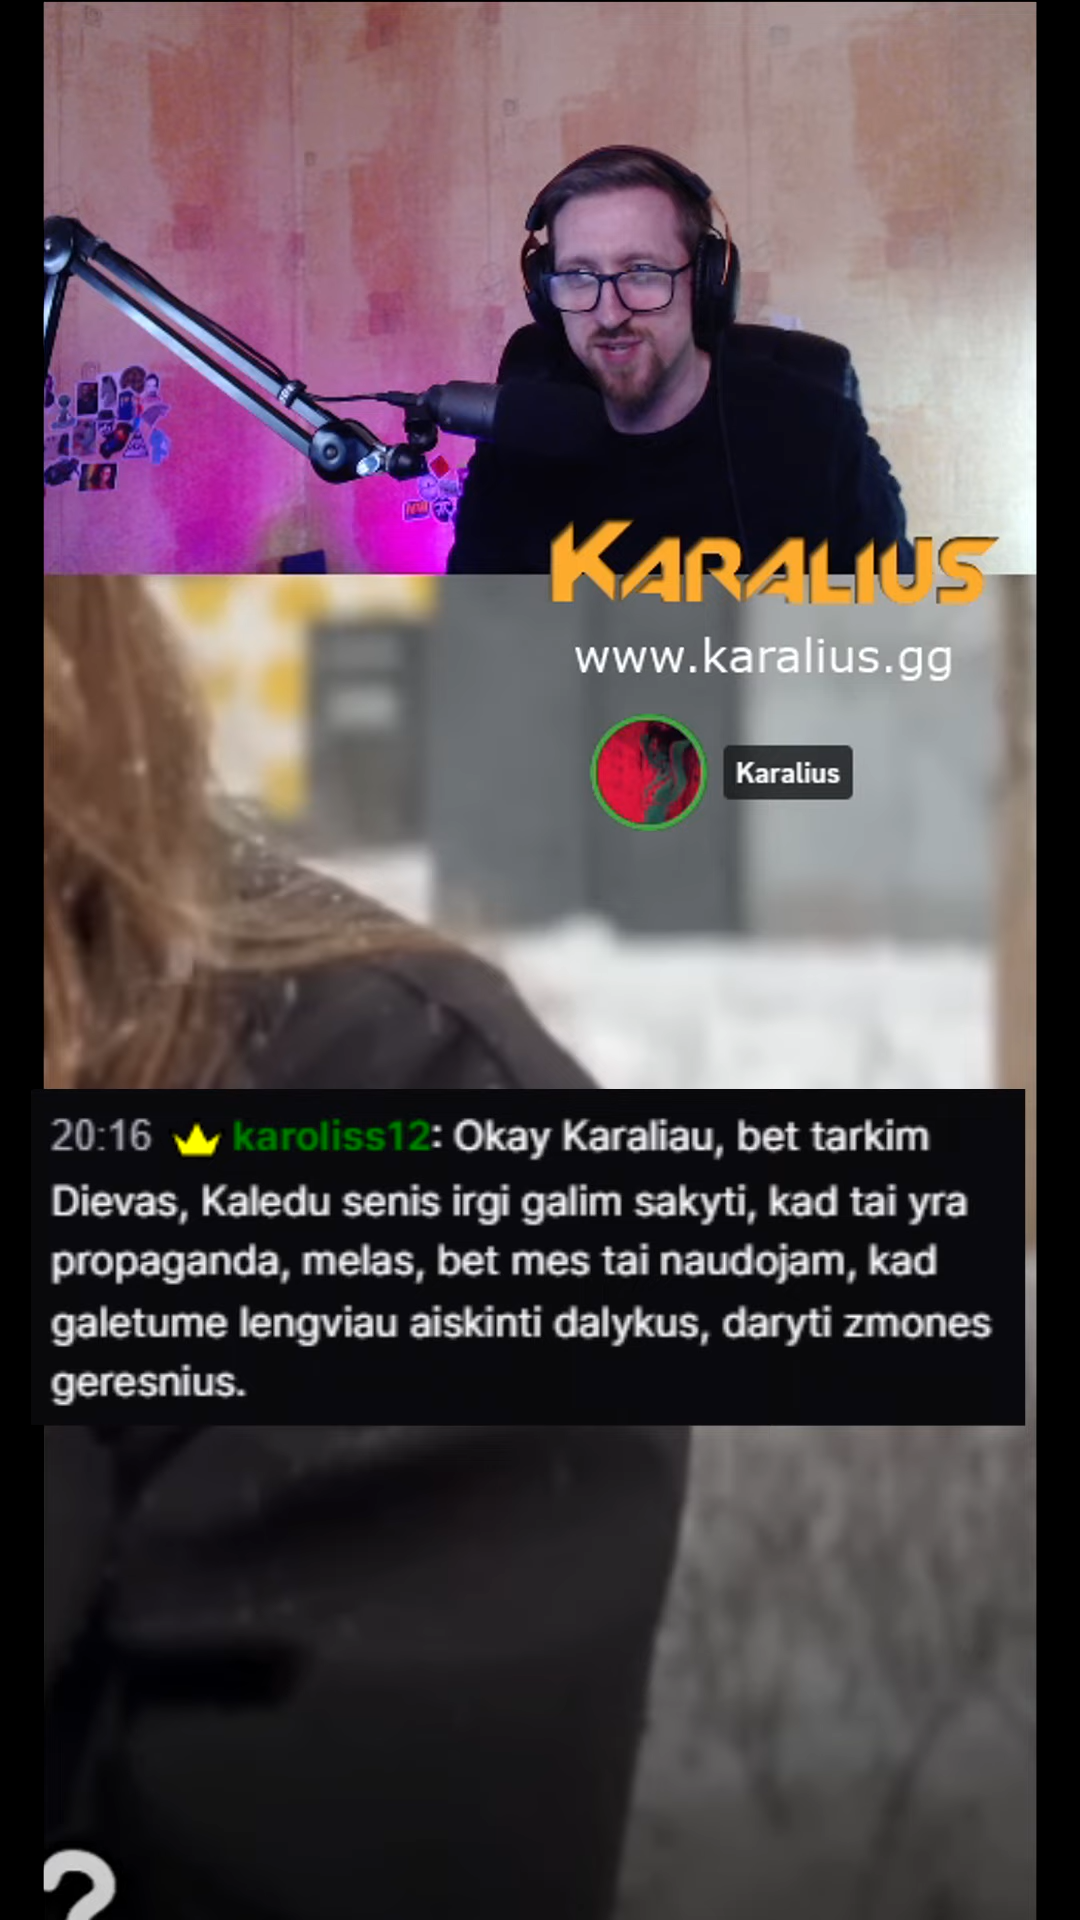 KARALIUS
www.karalius.gg
Karalius
20:16 karoliss12: Okay Karaliau, bet tarkim
Dievas, Kaledu senis irgi galim sakyti, kad tai yra
propaganda, melas, bet mes tai naudojam, kad
galetume lengviau aiskinti dalykus, daryti zmones
geresnius.
?